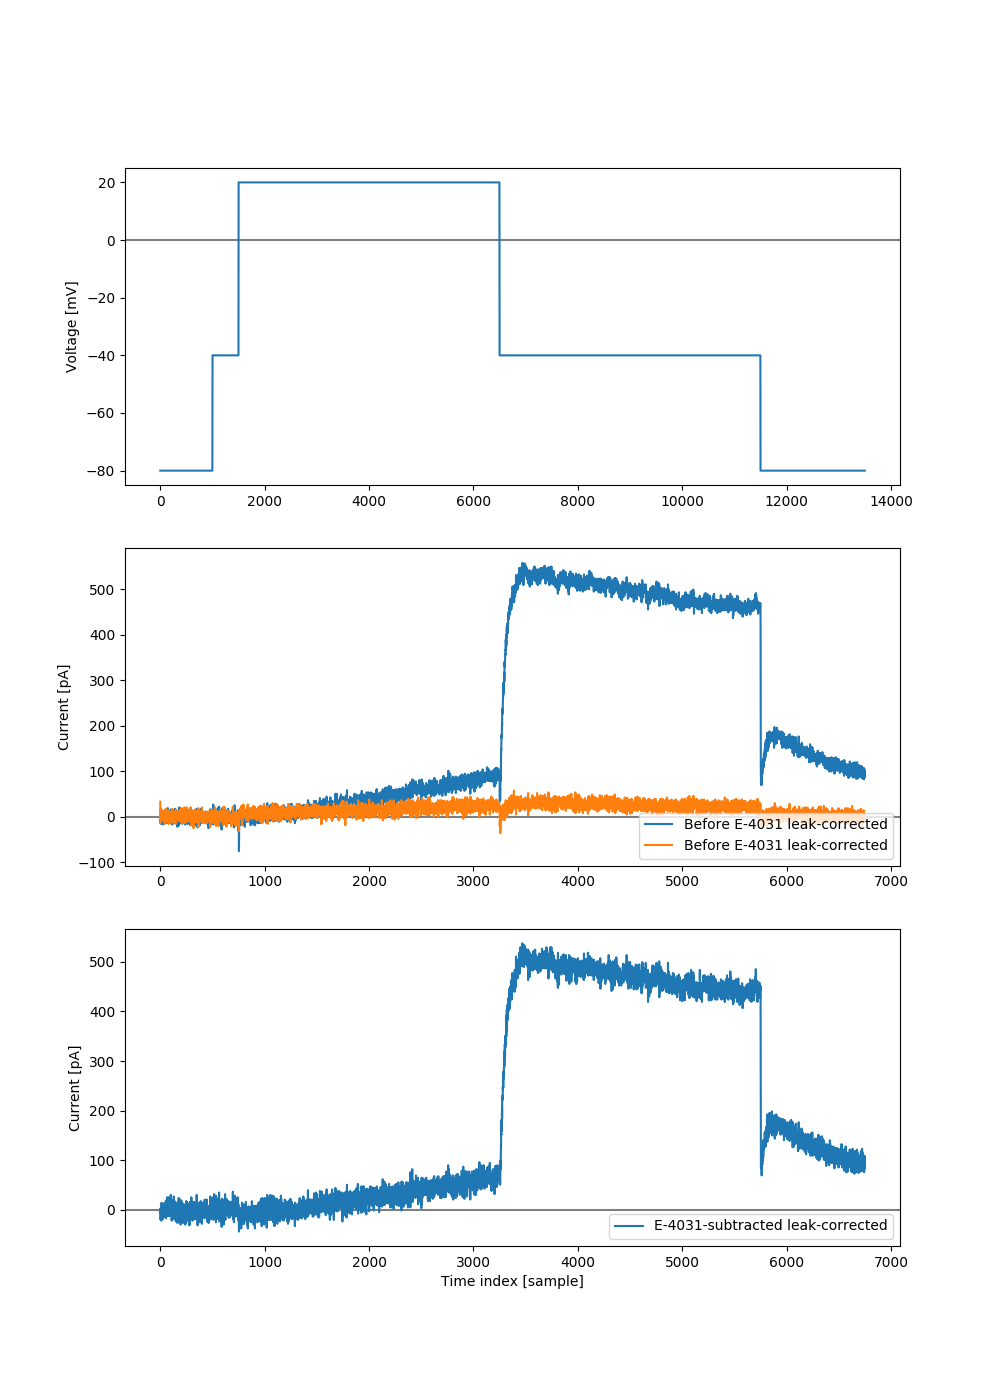 20
0
−20
−40
−60
−80
Voltage [mV]
0 2000 4000 6000 8000 10000 12000 14000
500
400
300
200
100
0
−100
Current [pA]
Before E-4031 leak-corrected
Before E-4031 leak-corrected
0 1000 2000 3000 4000 5000 6000 7000
500
400
300
200
100
0
Current [pA]
E-4031-subtracted leak-corrected
0 1000 2000 3000 4000 5000 6000 7000
Time index [sample]